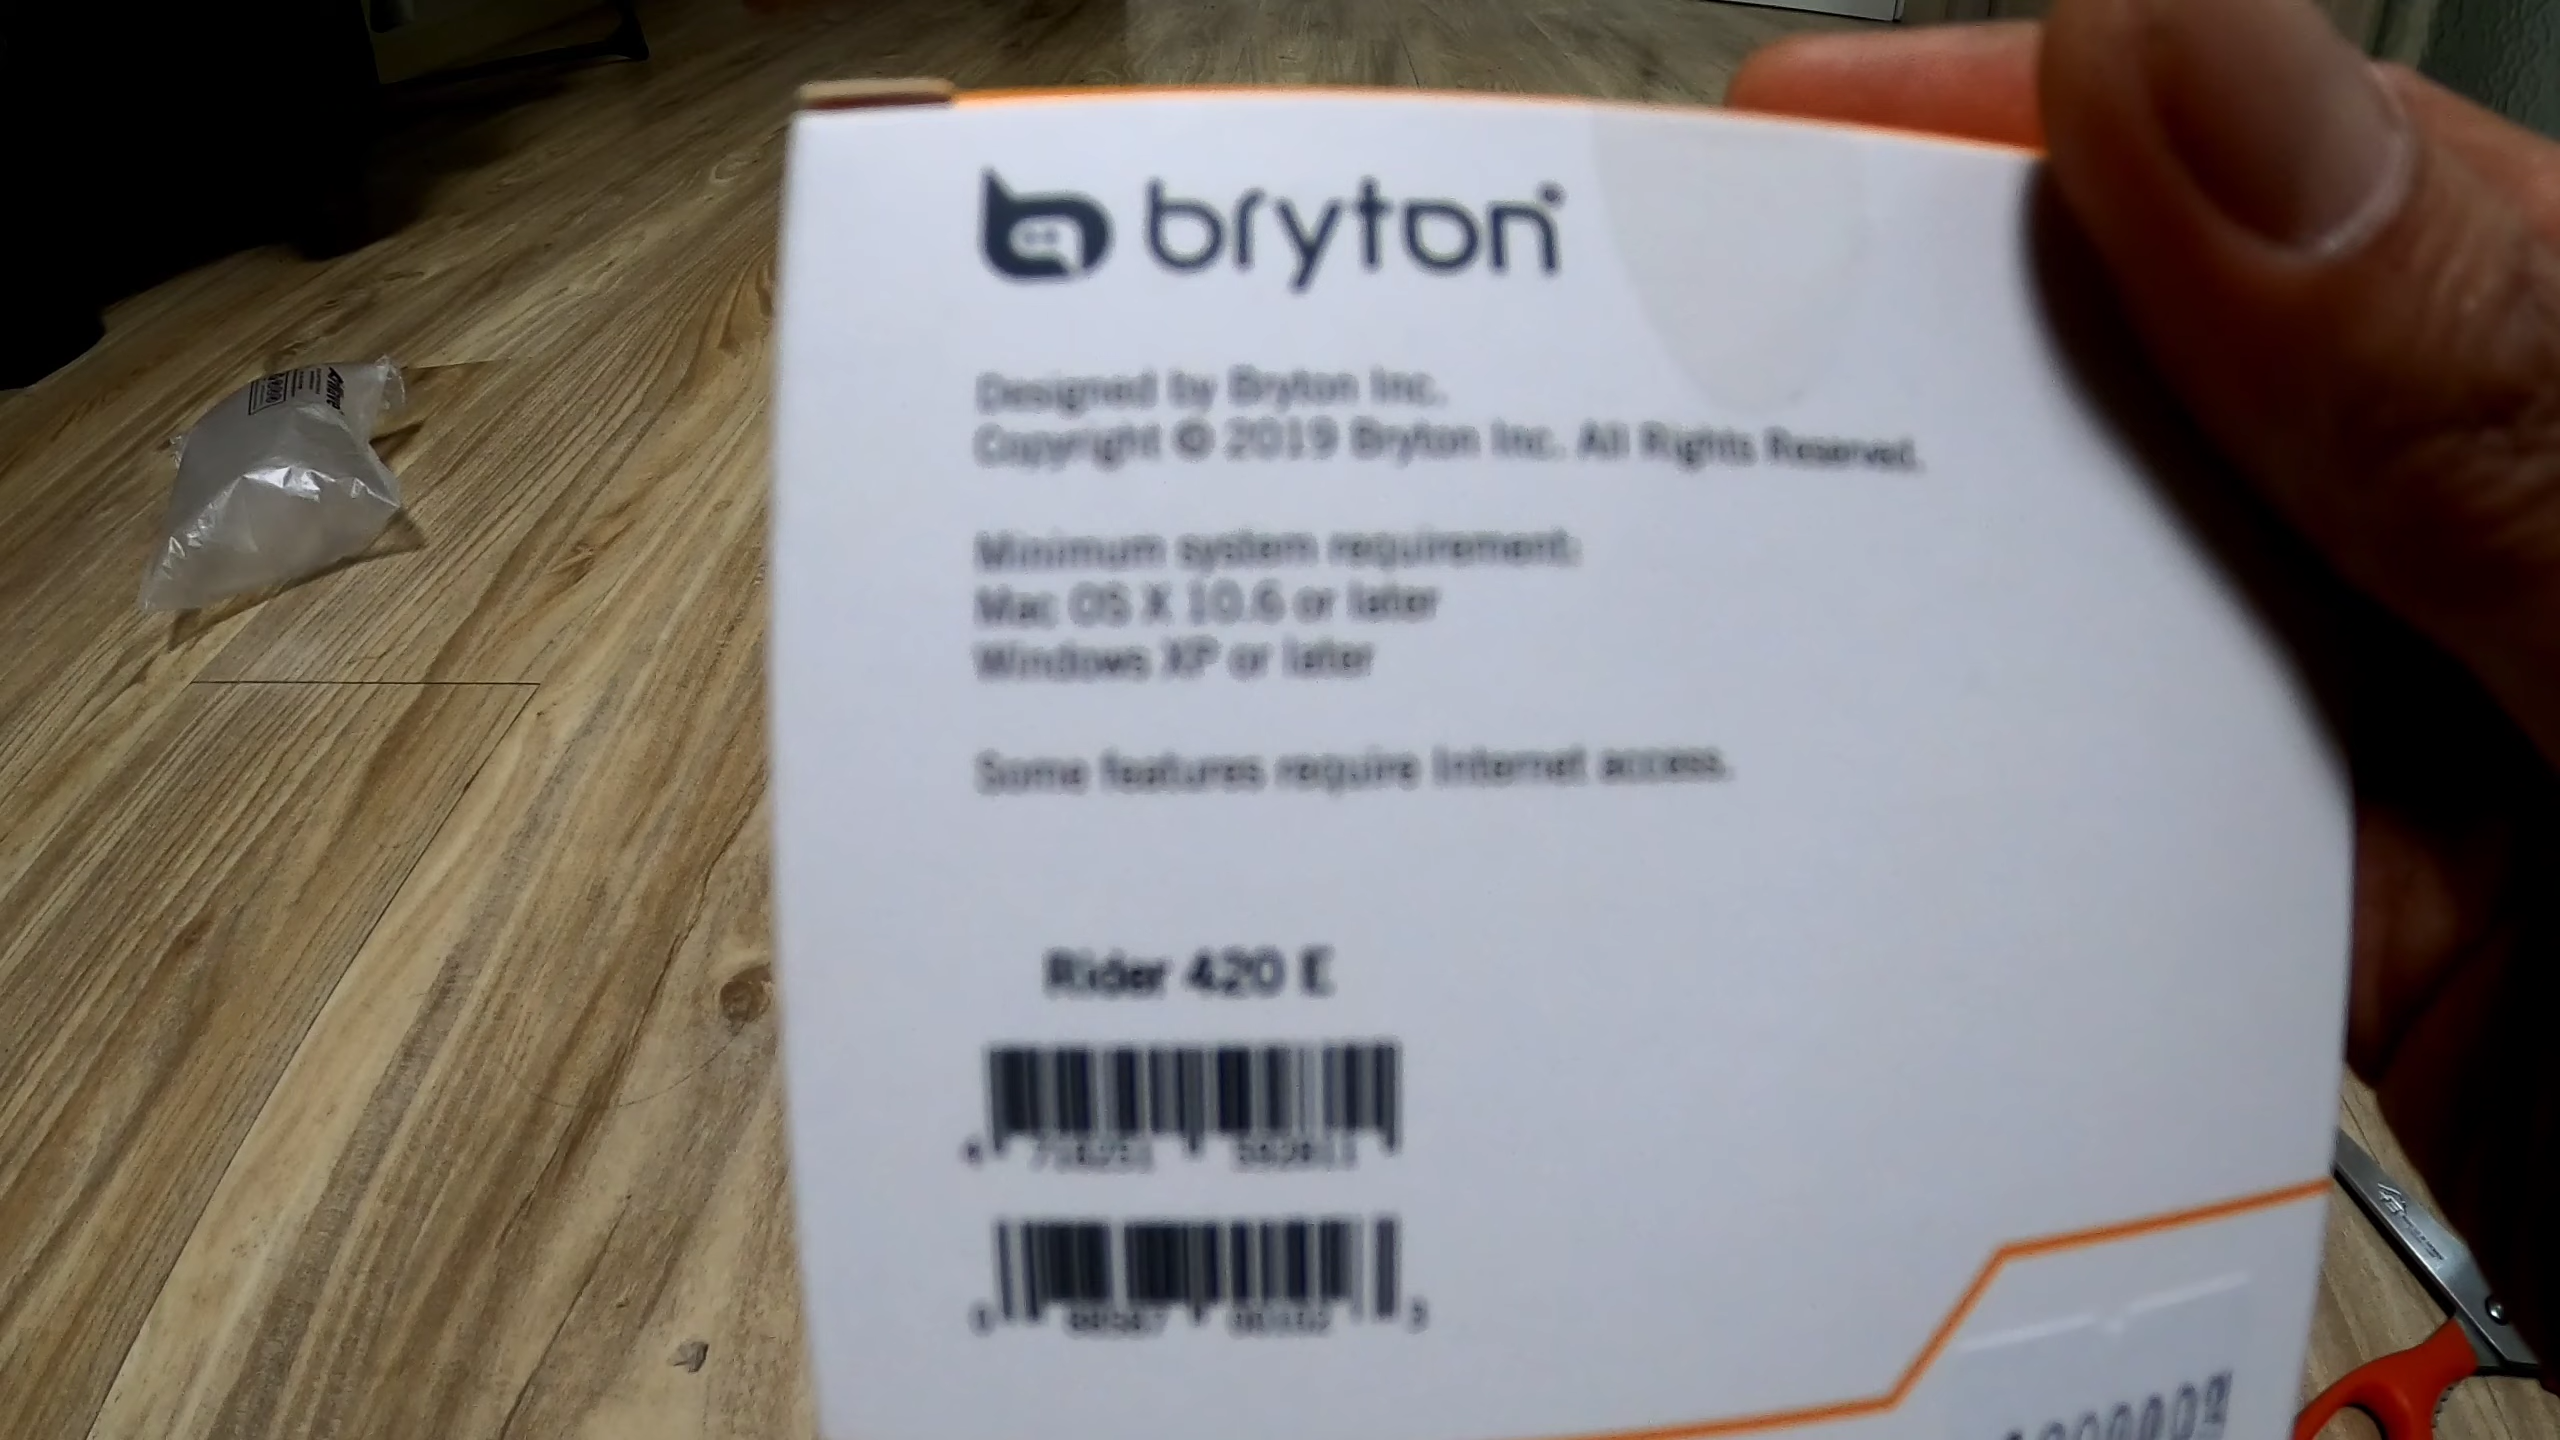 bryton
Designed by Bryton Inc.
Copyright © 2019 Bryton Inc. All Rights Reserved.
Minimum system requirement:
Mac OS X 10.6 or later
Windows XP or later
Some features require Internet access.
Rider 420 E